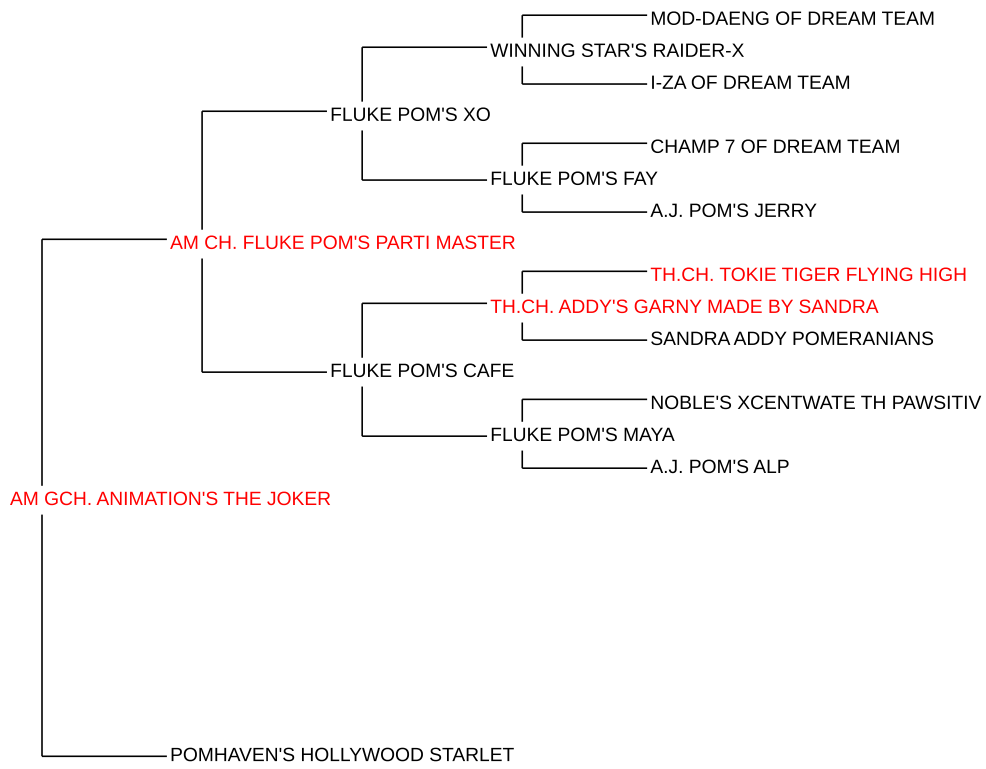 MOD-DAENG OF DREAM TEAM
WINNING STAR'S RAIDER-X
I-ZA OF DREAM TEAM
FLUKE POM'S XO
CHAMP 7 OF DREAM TEAM
FLUKE POM'S FAY
A.J. POM'S JERRY
AM CH. FLUKE POM'S PARTI MASTER
TH.CH. TOKIE TIGER FLYING HIGH
TH.CH. ADDY'S GARNY MADE BY SANDRA
SANDRA ADDY POMERANIANS
FLUKE POM'S CAFE
NOBLE'S XCENTWATE TH PAWSITIV
FLUKE POM'S MAYA
A.J. POM'S ALP
AM GCH. ANIMATION'S THE JOKER
POMHAVEN'S HOLLYWOOD STARLET